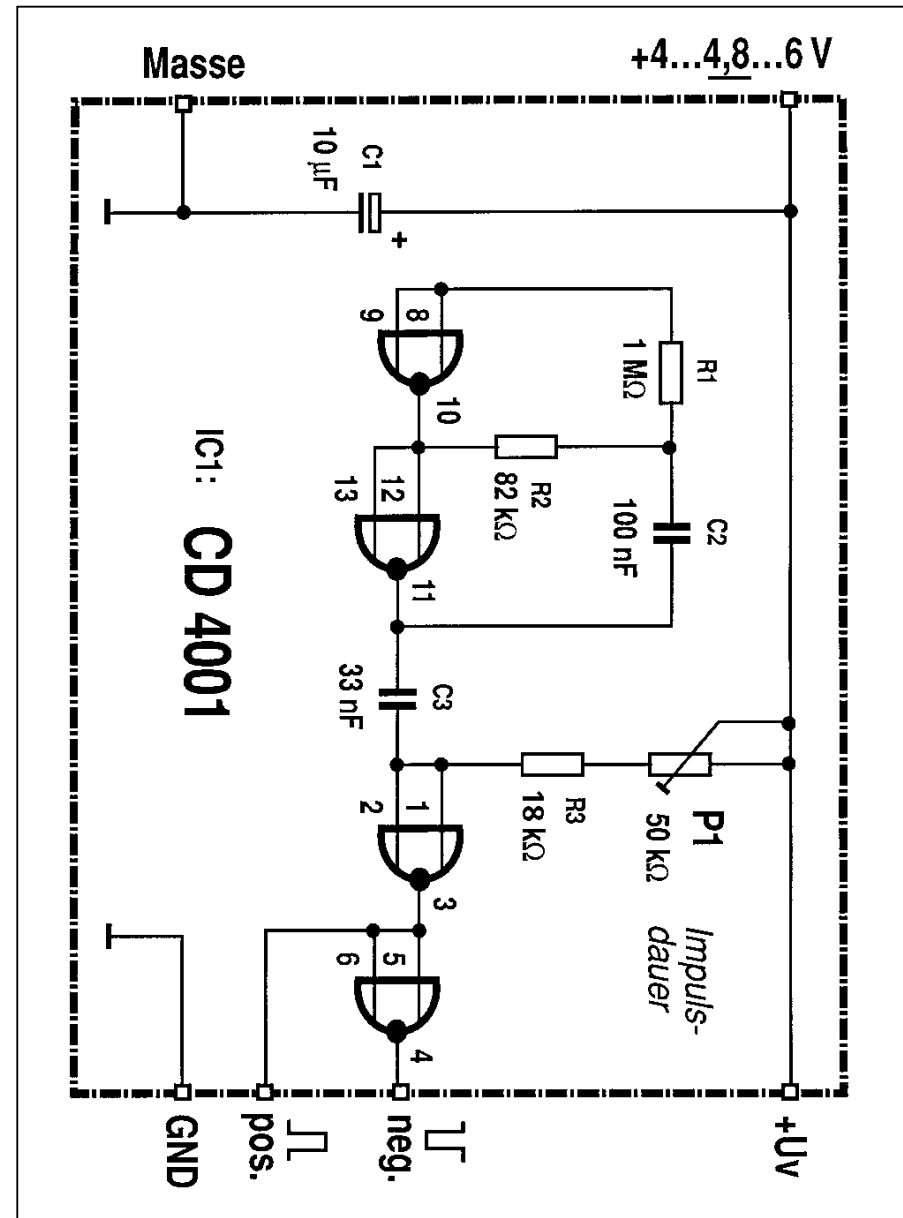 Masse
+4...4,8...6 V
C1
10 µF
+
9
8
10
R1
1 MΩ
13
12
11
R2
82 kΩ
C2
100 nF
IC1: CD 4001
C3
33 nF
2
1
3
R3
18 kΩ
P1
50 kΩ
Impuls-
dauer
6
5
4
GND
pos.
neg.
+Uv